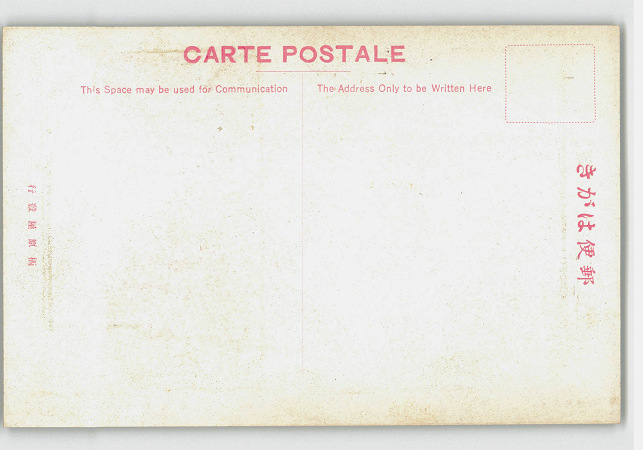 CARTE POSTALE
This Space may be used for Communication
The Address Only to be Written Here
きがは便郵